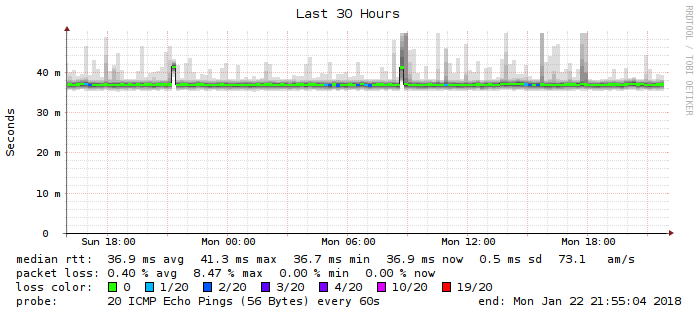 Last 30 Hours
RRDTOOL / TOBI OETIKER
Seconds
40 m
30 m
20 m
10 m
0
Sun 18:00 Mon 00:00 Mon 06:00 Mon 12:00 Mon 18:00
median rtt: 36.9 ms avg 41.3 ms max 36.7 ms min 36.9 ms now 0.5 ms sd 73.1 am/s
packet loss: 0.40 % avg 8.47 % max 0.00 % min 0.00 % now
loss color: 0 1/20 2/20 3/20 4/20 10/20 19/20
probe: 20 ICMP Echo Pings (56 Bytes) every 60s end: Mon Jan 22 21:55:04 2018